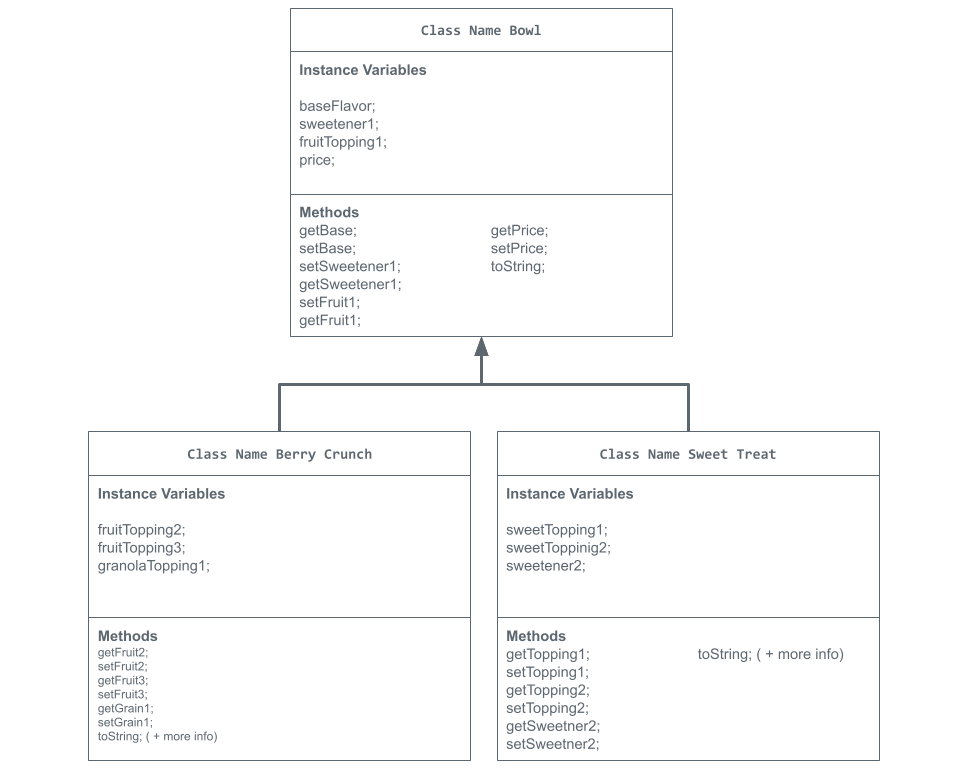 Class Name Bowl
Instance Variables
baseFlavor;
sweetener1;
fruitTopping1;
price;
Methods
getBase;
setBase;
setSweetener1;
getSweetener1;
setFruit1;
getFruit1;
getPrice;
setPrice;
toString;
Class Name Berry Crunch
Instance Variables
fruitTopping2;
fruitTopping3;
granolaTopping1;
Methods
getFruit2;
setFruit2;
getFruit3;
setFruit3;
getGrain1;
setGrain1;
toString; ( + more info)
Class Name Sweet Treat
Instance Variables
sweetTopping1;
sweetToppinig2;
sweetener2;
Methods
getTopping1;
setTopping1;
getTopping2;
setTopping2;
getSweetner2;
setSweetner2;
toString; ( + more info)